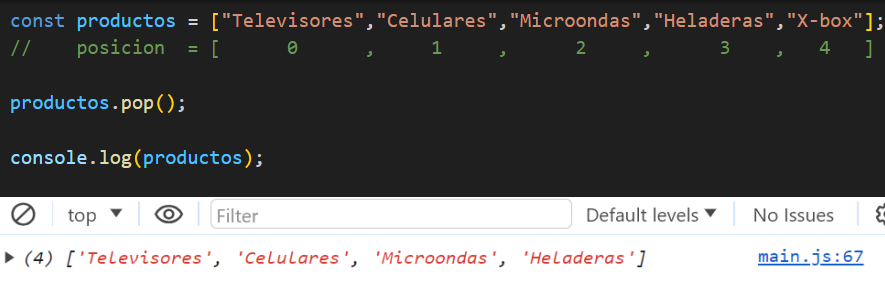 const productos = ["Televisores","Celulares","Microondas","Heladeras","X-box"];
//    posicion  = [      0      ,     1     ,      2     ,      3     ,   4   ]
productos.pop();
console.log(productos);
top Filter Default levels No Issues
(4) ['Televisores', 'Celulares', 'Microondas', 'Heladeras'] main.js:67